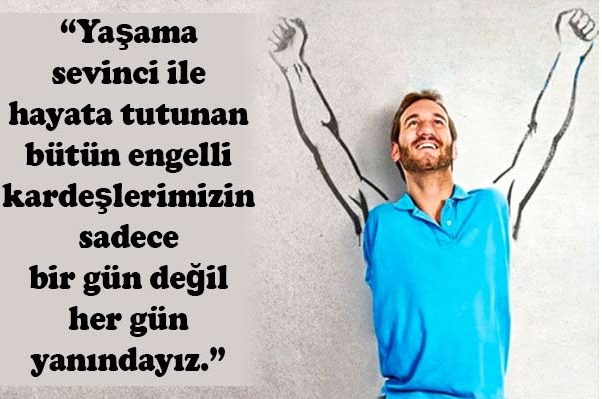 “Yaşama
sevinci ile
hayata tutunan
bütün engelli
kardeşlerimizin
sadece
bir gün değil
her gün
yanındayız.”